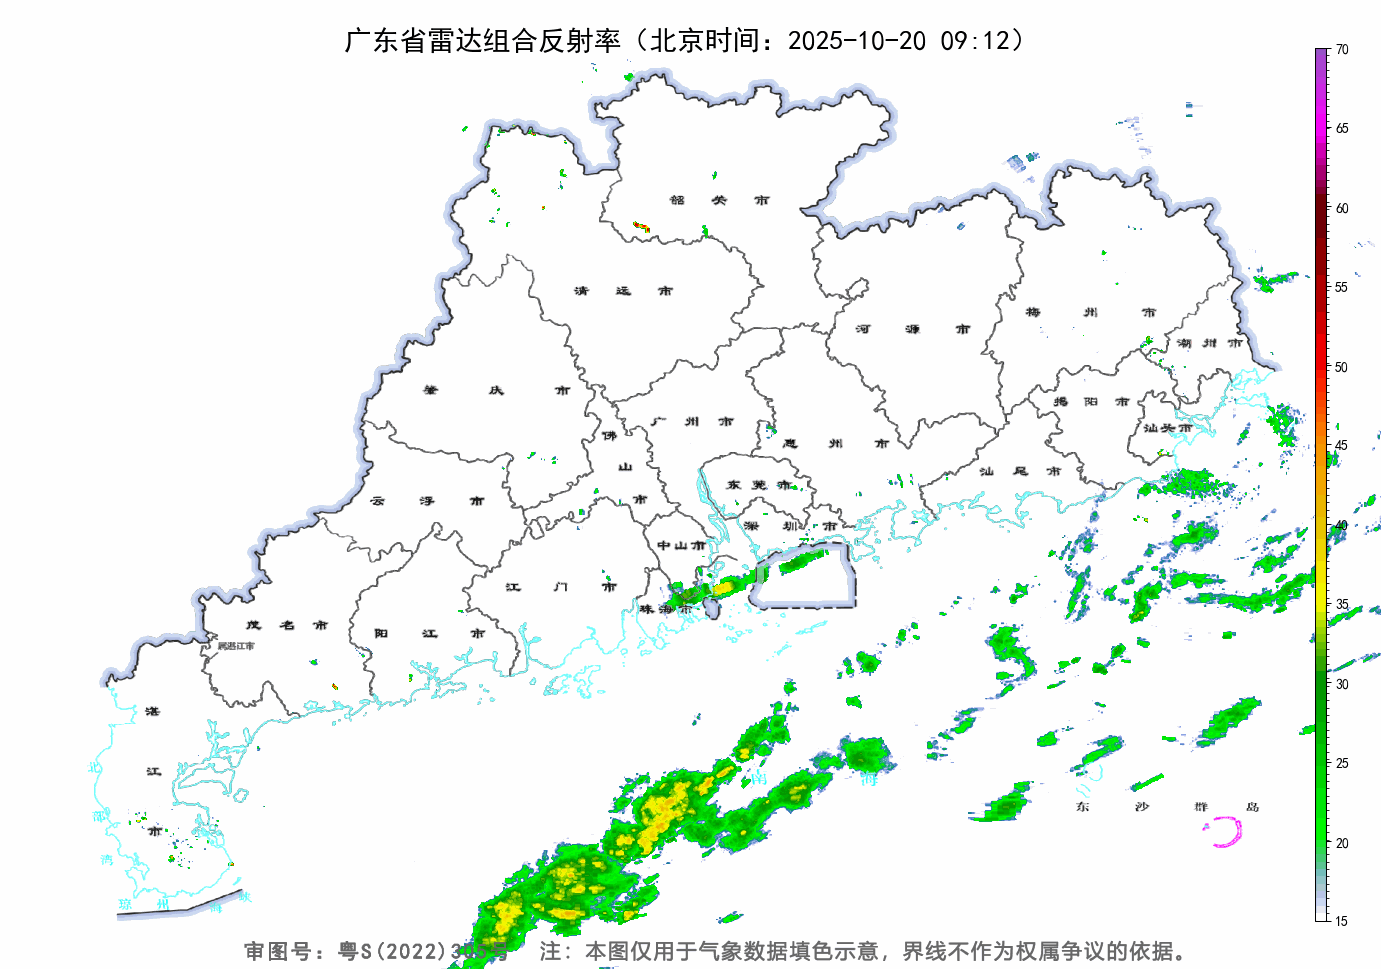 广东省雷达组合反射率（北京时间：2025-10-20 09:12）
70
65
60
55
50
45
40
35
30
25
20
15
韶关市
清远市
河源市
梅州市
潮州市
肇庆市
广州市
佛山市
惠州市
揭阳市
汕头市
汕尾市
东莞市
云浮市
深圳市
中山市
江门市
珠海市
茂名市
属湛江市
阳江市
湛江市
北部湾
琼州海峡
南海
东沙群岛
审图号：粤S(2022)305号 注：本图仅用于气象数据填色示意，界线不作为权属争议的依据。